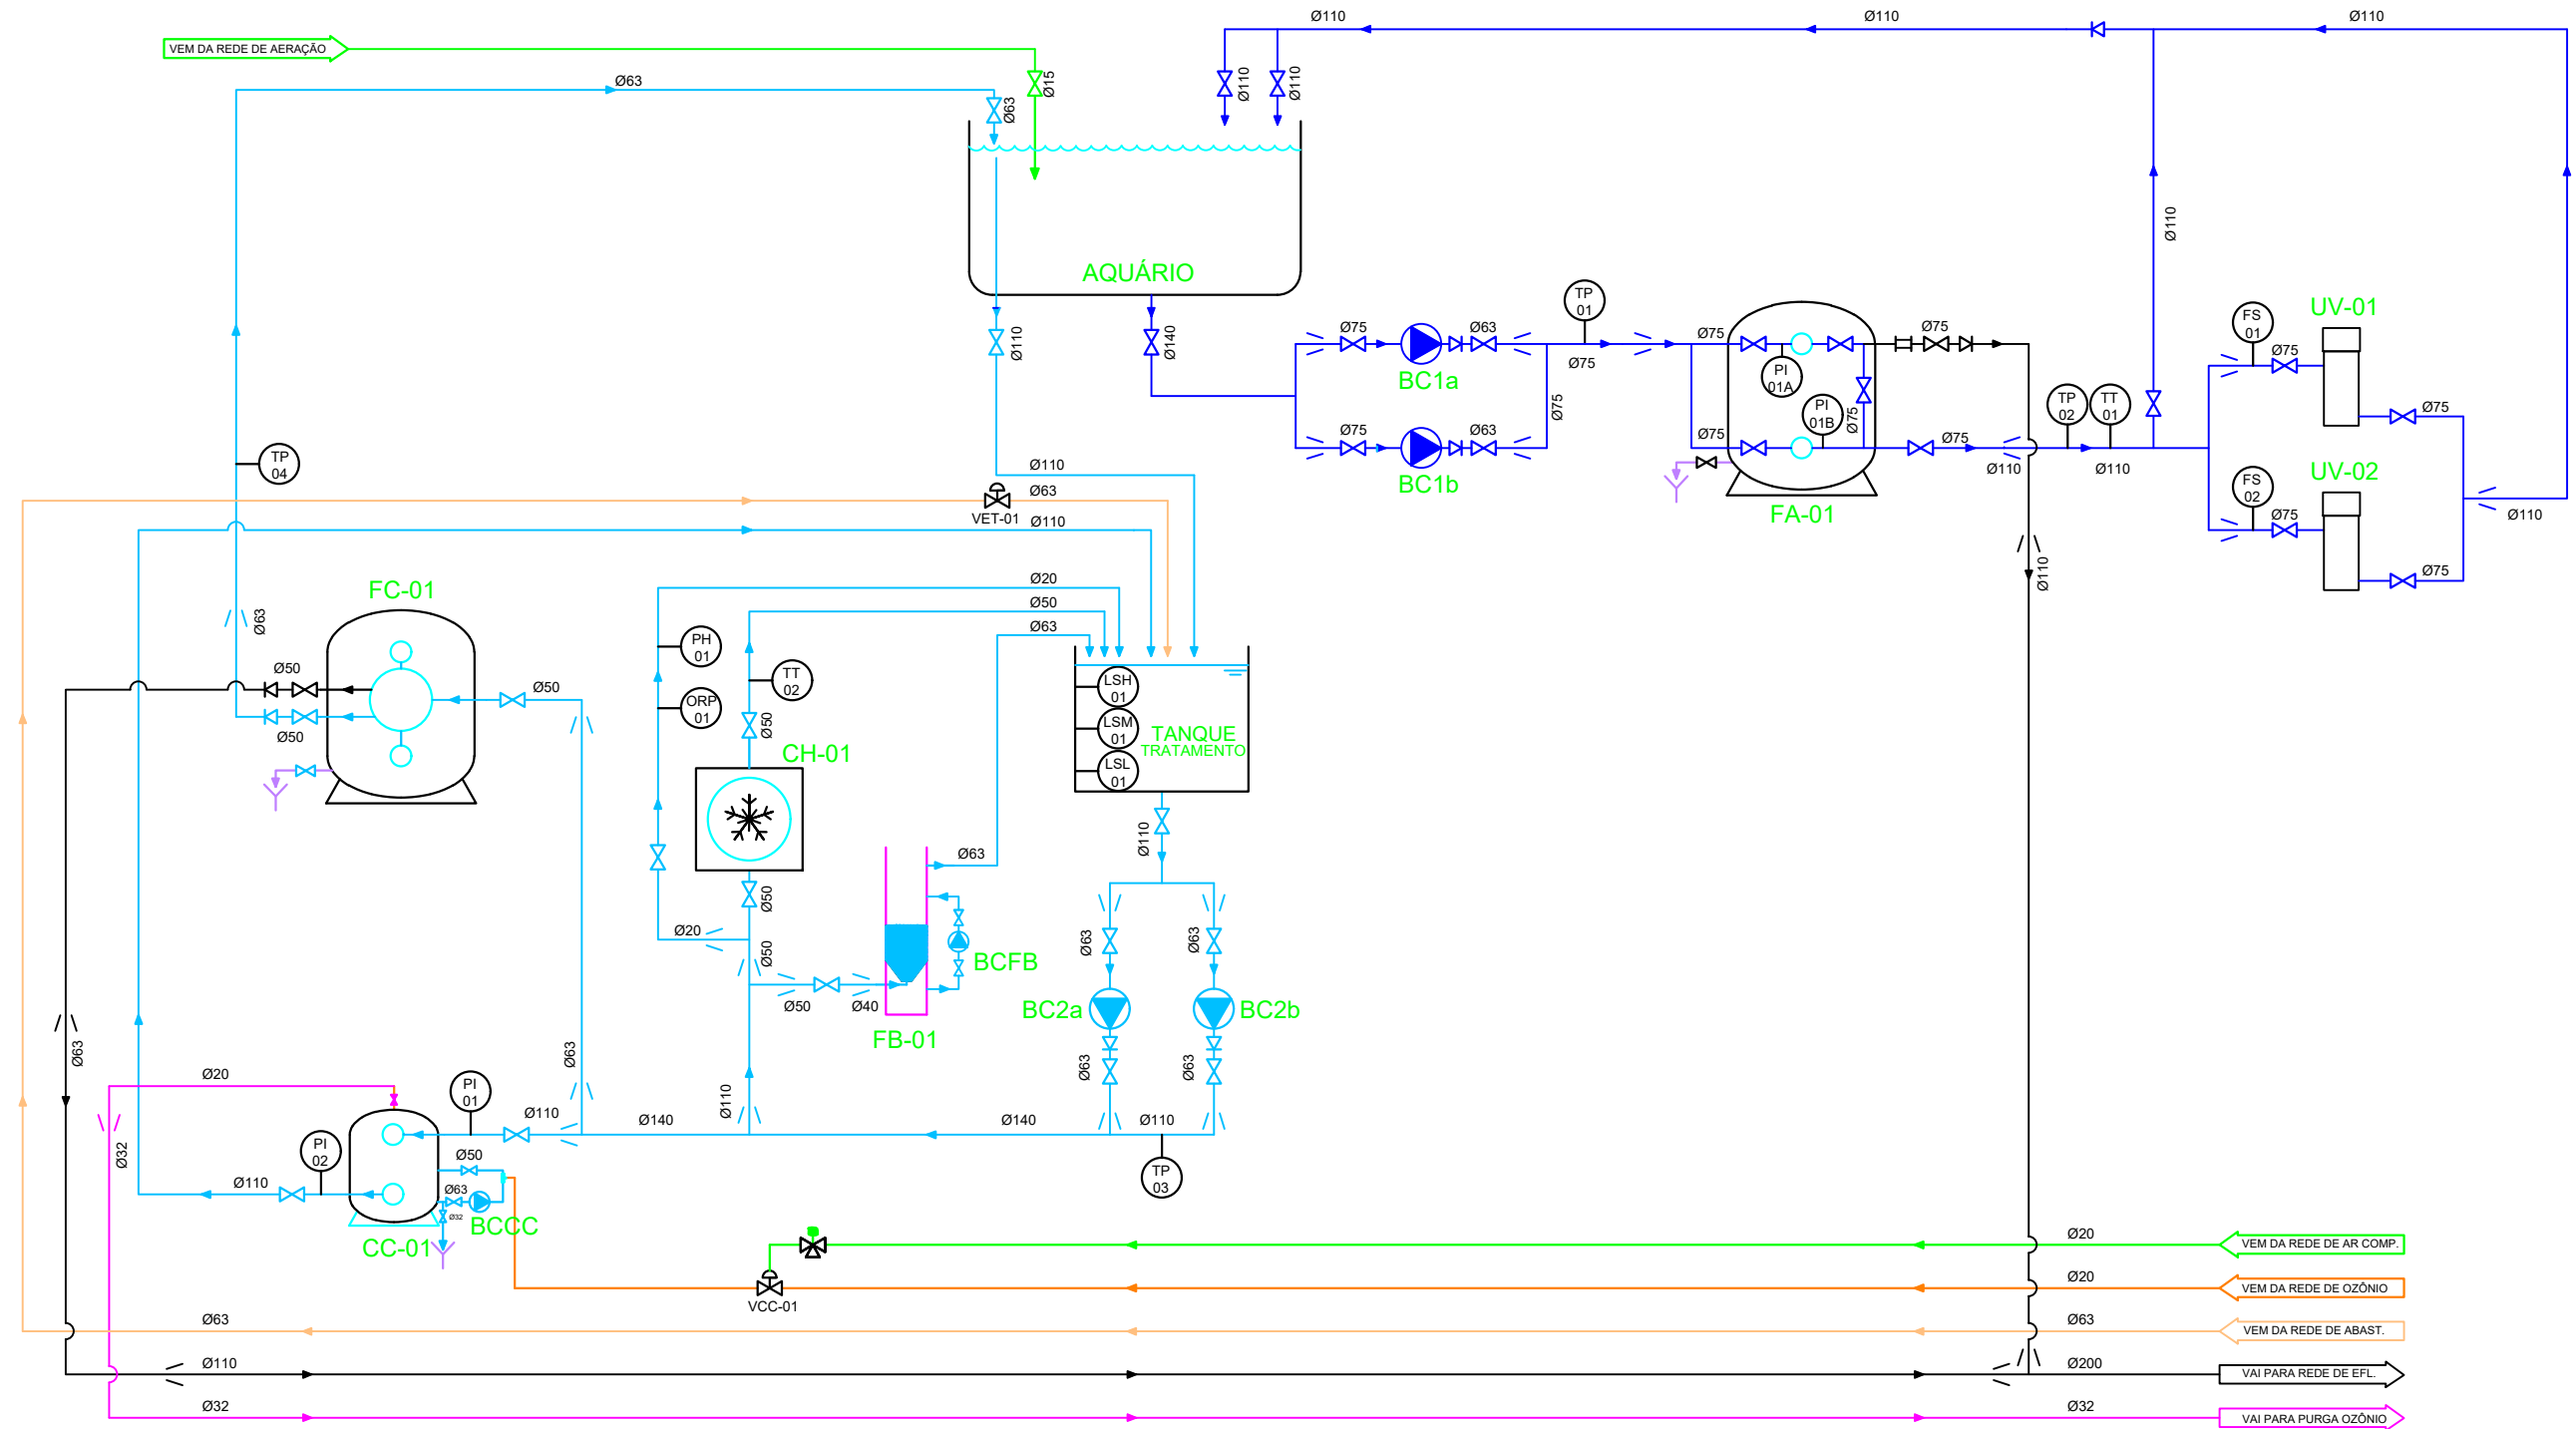 Ø110
Ø110
Ø110
VEM DA REDE DE AERAÇÃO
Ø63
Ø63
Ø15
Ø110
Ø110
AQUÁRIO
Ø110
Ø110
Ø140
Ø75
BC1a
Ø63
Ø75
BC1b
Ø63
Ø75
TP
01
Ø75
Ø75
Ø75
PI
01A
PI
01B
Ø75
FA-01
Ø75
Ø75
Ø110
TP
02
TT
01
Ø110
FS
01
Ø75
UV-01
Ø75
FS
02
Ø75
UV-02
Ø75
Ø110
Ø110
TP
04
Ø110
Ø63
VET-01
Ø110
Ø20
Ø50
Ø63
FC-01
Ø63
Ø50
Ø50
Ø50
PH
01
ORP
01
TT
02
Ø50
CH-01
Ø50
Ø20
Ø50
LSH
01
LSM
01
LSL
01
TANQUE
TRATAMENTO
Ø110
Ø63
Ø50
Ø40
FB-01
BCFB
Ø63
Ø63
BC2a
BC2b
Ø63
Ø63
Ø63
Ø63
Ø20
Ø32
PI
01
Ø110
Ø140
Ø110
Ø140
Ø110
TP
03
PI
02
Ø110
Ø50
Ø63
Ø32
BCCC
CC-01
VCC-01
Ø20
VEM DA REDE DE AR COMP.
Ø20
VEM DA REDE DE OZÔNIO
Ø63
Ø63
VEM DA REDE DE ABAST.
Ø110
Ø200
VAI PARA REDE DE EFL.
Ø32
Ø32
VAI PARA PURGA OZÔNIO